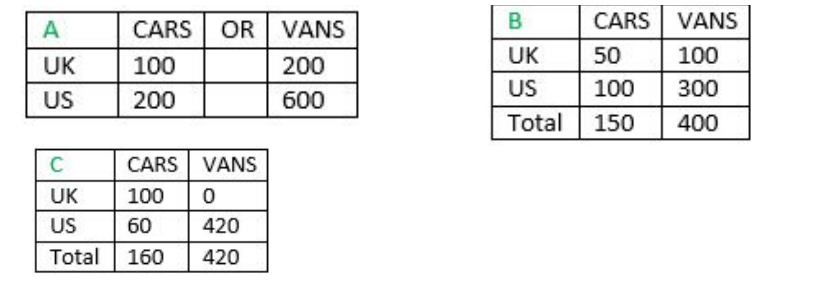 A CARS OR VANS
UK 100 200
US 200 600
B CARS VANS
UK 50 100
US 100 300
Total 150 400
C CARS VANS
UK 100 0
US 60 420
Total 160 420